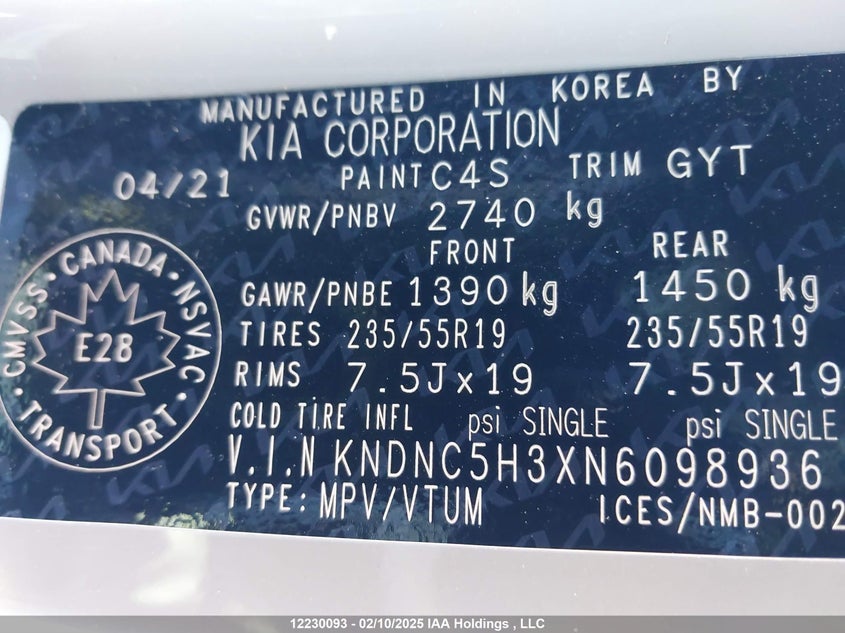 MANUFACTURED IN KOREA BY
KIA CORPORATION
04/21 PAINT C4S TRIM GYT
GVWR/PNBV 2740 kg
FRONT REAR
GAWR/PNBE 1390 kg 1450 kg
TIRES 235/55R19 235/55R19
RIMS 7.5Jx19 7.5Jx19
COLD TIRE INFL psi SINGLE psi SINGLE
V.I.N KNDNC5H3XN6098936
TYPE: MPV/VTUM ICES/NMB-002
CMVSS · CANADA · NSVAC · TRANSPORT ·
E28
12230093 - 02/10/2025 IAA Holdings , LLC